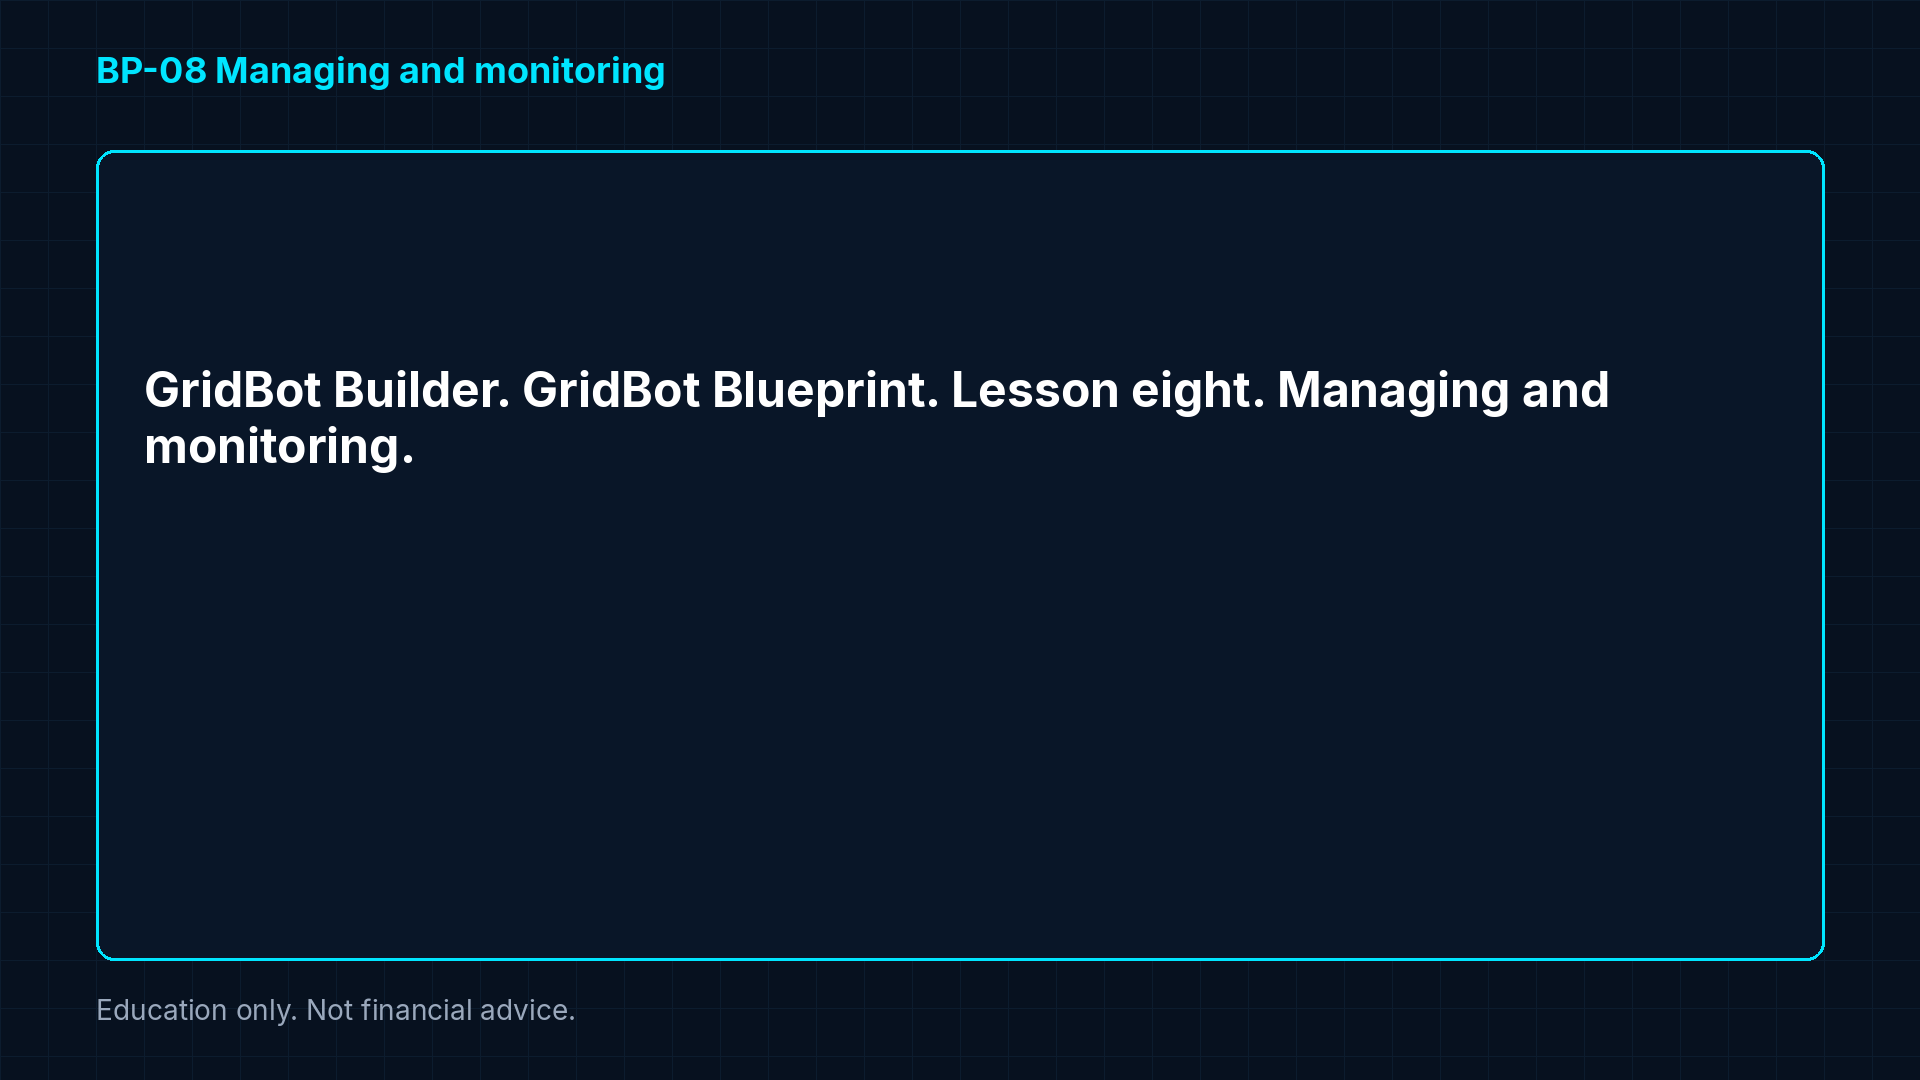 BP-08 Managing and monitoring
GridBot Builder. GridBot Blueprint. Lesson eight. Managing and
monitoring.
Education only. Not financial advice.